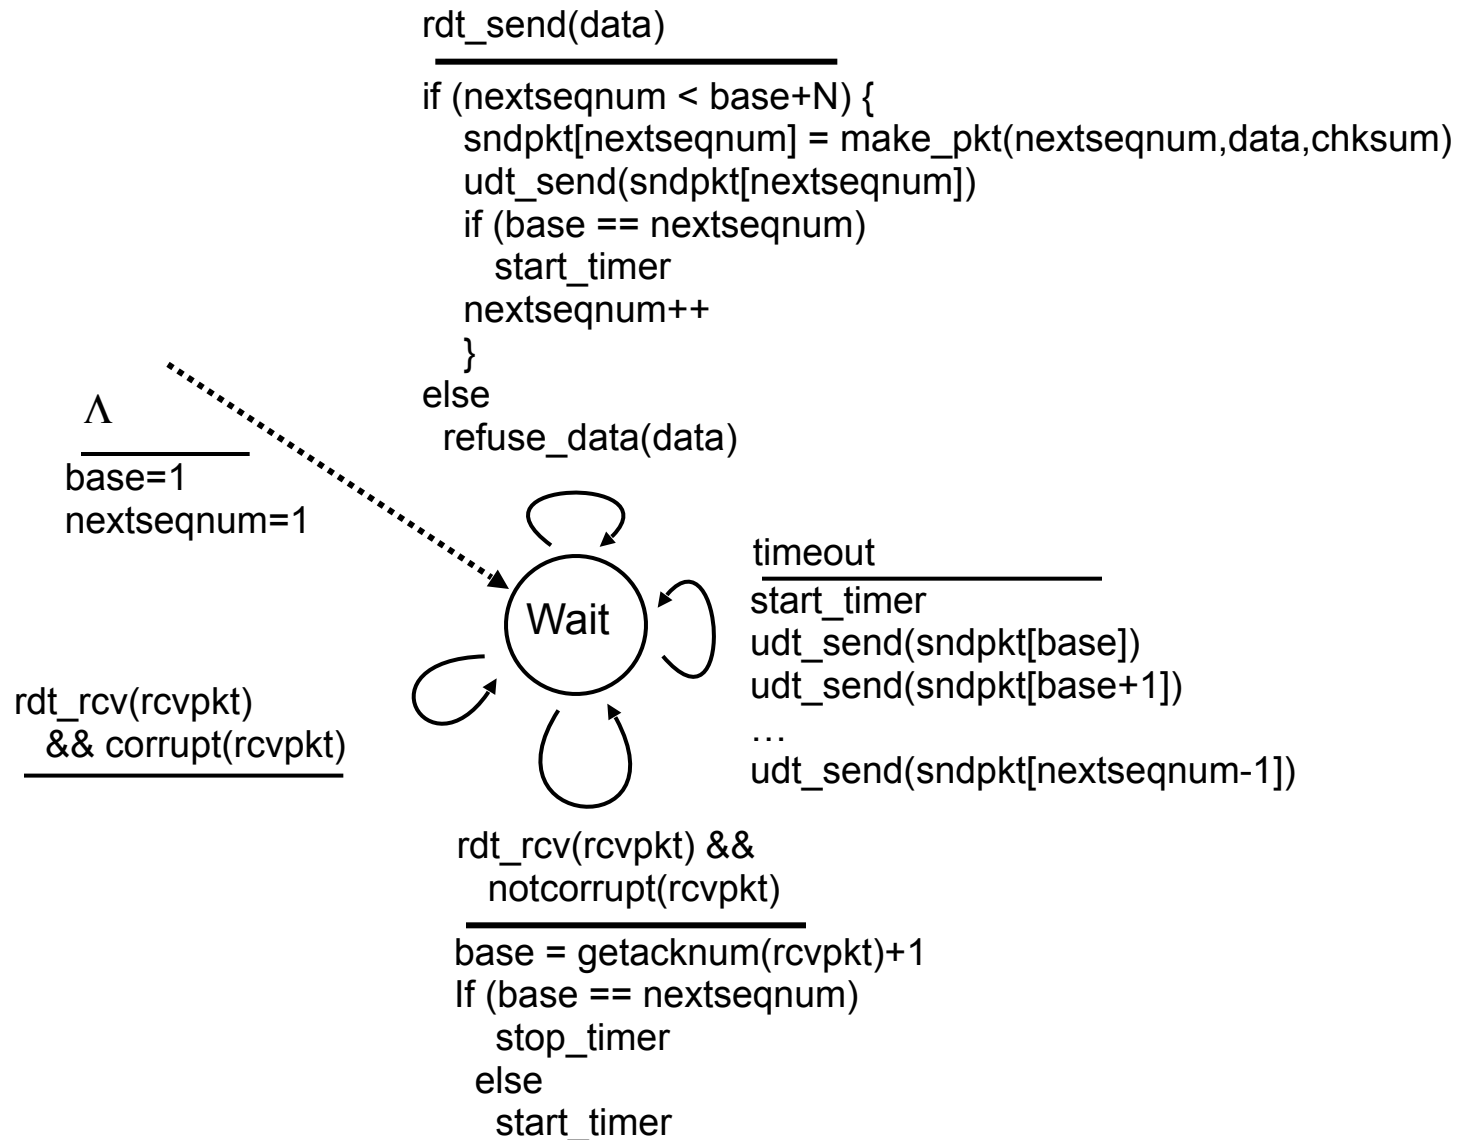 rdt_send(data)
if (nextseqnum < base+N) {
sndpkt[nextseqnum] = make_pkt(nextseqnum,data,chksum)
udt_send(sndpkt[nextseqnum])
if (base == nextseqnum)
start_timer
nextseqnum++
}
else
refuse_data(data)
Λ
base=1
nextseqnum=1
Wait
timeout
start_timer
udt_send(sndpkt[base])
udt_send(sndpkt[base+1])
…
udt_send(sndpkt[nextseqnum-1])
rdt_rcv(rcvpkt)
&& corrupt(rcvpkt)
rdt_rcv(rcvpkt) &&
notcorrupt(rcvpkt)
base = getacknum(rcvpkt)+1
If (base == nextseqnum)
stop_timer
else
start_timer